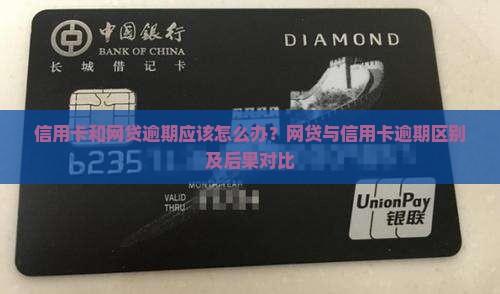 中国银行
BANK OF CHINA
DIAMOND
长城借记卡
信用卡和网贷逾期应该怎么办？网贷与信用卡逾期区别
及后果对比
6235
MONTH/YEAR
VALID
THRU
UnionPay
银联